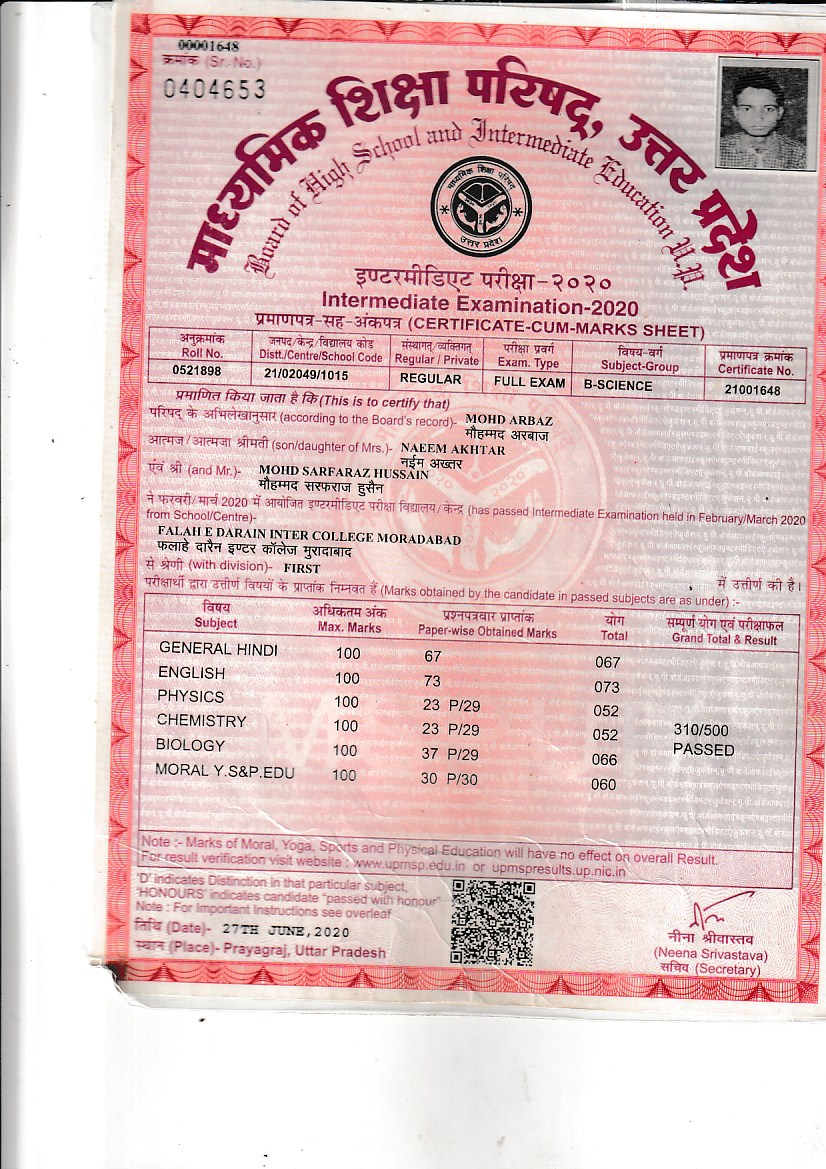 00001648
क्रमांक (Sr. No.)
0404653
माध्यमिक शिक्षा परिषद्, उत्तर प्रदेश
Board of High School and Intermediate Education U.P.
माध्यमिक शिक्षा परिषद
उत्तर प्रदेश
इण्टरमीडिएट परीक्षा-२०२०
Intermediate Examination-2020
प्रमाणपत्र-सह-अंकपत्र (CERTIFICATE-CUM-MARKS SHEET)
अनुक्रमांक जनपद/केन्द्र/विद्यालय कोड संस्थागत/व्यक्तिगत परीक्षा प्रवर्ग विषय-वर्ग प्रमाणपत्र क्रमांक
Roll No. Distt./Centre/School Code Regular / Private Exam. Type Subject-Group Certificate No.
0521898 21/02049/1015 REGULAR FULL EXAM B-SCIENCE 21001648
प्रमाणित किया जाता है कि (This is to certify that)
परिषद् के अभिलेखानुसार (according to the Board's record)- MOHD ARBAZ
मौहम्मद अरबाज
आत्मज/आत्मजा श्रीमती (son/daughter of Mrs.)- NAEEM AKHTAR
नईम अख्तर
एवं श्री (and Mr.)- MOHD SARFARAZ HUSSAIN
मौहम्मद सरफराज हुसैन
ने फरवरी/मार्च 2020 में आयोजित इण्टरमीडिएट परीक्षा विद्यालय/केन्द्र (has passed Intermediate Examination held in February/March 2020
from School/Centre)-
FALAH E DARAIN INTER COLLEGE MORADABAD
फलाहे दारैन इण्टर कॉलेज मुरादाबाद
से श्रेणी (with division)- FIRST में उत्तीर्ण की है।
परीक्षार्थी द्वारा उत्तीर्ण विषयों के प्राप्तांक निम्नवत हैं (Marks obtained by the candidate in passed subjects are as under) :-
विषय अधिकतम अंक प्रश्नपत्रवार प्राप्तांक योग सम्पूर्ण योग एवं परीक्षाफल
Subject Max. Marks Paper-wise Obtained Marks Total Grand Total & Result
GENERAL HINDI 100 67 067
ENGLISH 100 73 073
PHYSICS 100 23 P/29 052
CHEMISTRY 100 23 P/29 052 310/500
BIOLOGY 100 37 P/29 066 PASSED
MORAL Y.S&P.EDU 100 30 P/30 060
Note :- Marks of Moral, Yoga, Sports and Physical Education will have no effect on overall Result.
For result verification visit website : www.upmsp.edu.in or upmspresults.up.nic.in
'D' indicates Distinction in that particular subject,
'HONOURS' indicates candidate "passed with honour"
Note : For Important Instructions see overleaf
तिथि (Date)- 27TH JUNE,2020
स्थान (Place)- Prayagraj, Uttar Pradesh
नीना श्रीवास्तव
(Neena Srivastava)
सचिव (Secretary)